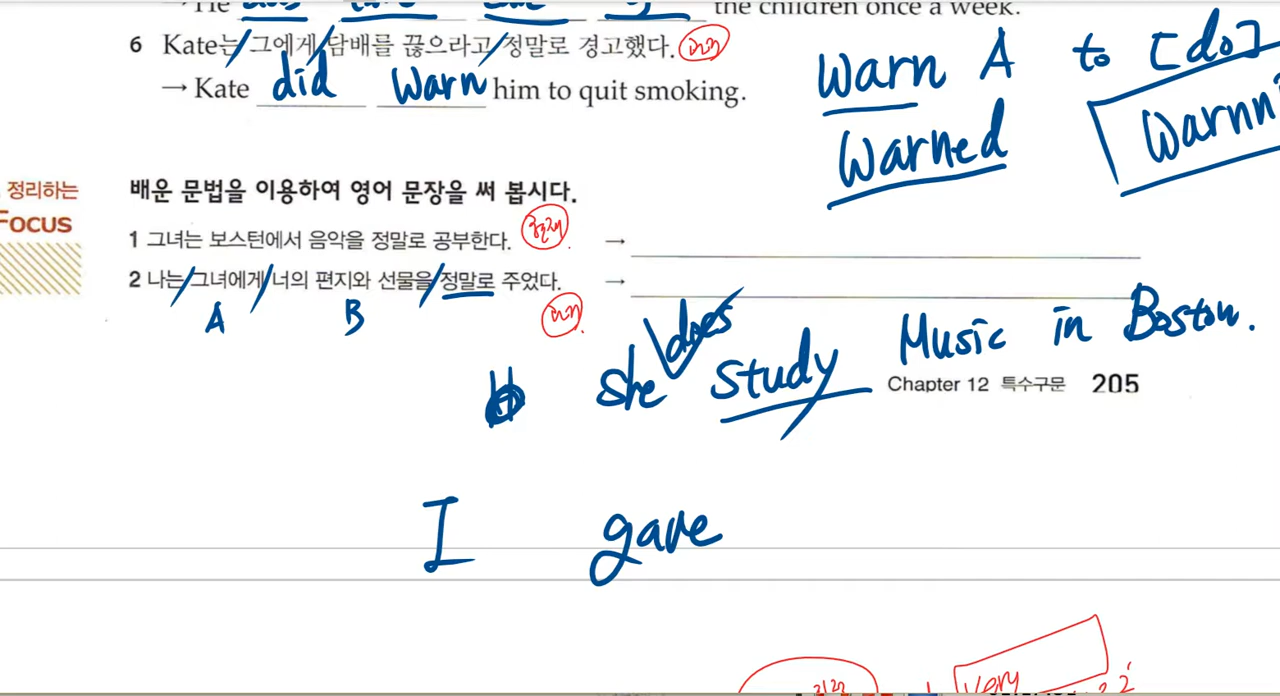 → He does take care of the children once a week.
6 Kate는 그에게 담배를 끊으라고 정말로 경고했다. 과거
→ Kate did warn him to quit smoking.
warn A to [do]
warned
warnni
정리하는
Focus
배운 문법을 이용하여 영어 문장을 써 봅시다.
1 그녀는 보스턴에서 음악을 정말로 공부한다. 현재 →
2 나는 그녀에게 너의 편지와 선물을 정말로 주었다. →
A B 과거
she does study Music in Boston.
Chapter 12 특수구문 205
I gave
very